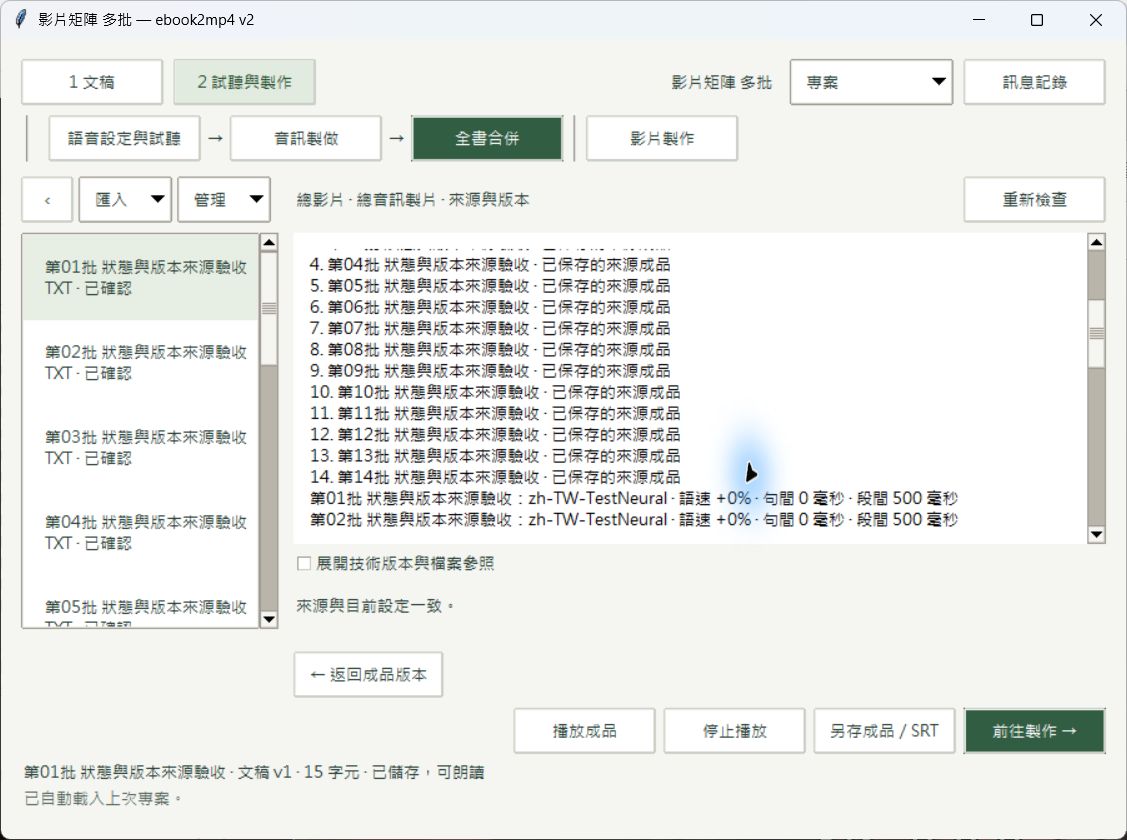 影片矩陣 多批 — ebook2mp4 v2
1 文稿
2 試聽與製作
影片矩陣 多批
專案
訊息記錄
語音設定與試聽
→
音訊製做
→
全書合併
影片製作
‹
匯入
管理
總影片 · 總音訊製片 · 來源與版本
重新檢查
第01批 狀態與版本來源驗收
TXT · 已確認
第02批 狀態與版本來源驗收
TXT · 已確認
第03批 狀態與版本來源驗收
TXT · 已確認
第04批 狀態與版本來源驗收
TXT · 已確認
第05批 狀態與版本來源驗收
TXT · 已確認
4. 第04批 狀態與版本來源驗收 · 已保存的來源成品
5. 第05批 狀態與版本來源驗收 · 已保存的來源成品
6. 第06批 狀態與版本來源驗收 · 已保存的來源成品
7. 第07批 狀態與版本來源驗收 · 已保存的來源成品
8. 第08批 狀態與版本來源驗收 · 已保存的來源成品
9. 第09批 狀態與版本來源驗收 · 已保存的來源成品
10. 第10批 狀態與版本來源驗收 · 已保存的來源成品
11. 第11批 狀態與版本來源驗收 · 已保存的來源成品
12. 第12批 狀態與版本來源驗收 · 已保存的來源成品
13. 第13批 狀態與版本來源驗收 · 已保存的來源成品
14. 第14批 狀態與版本來源驗收 · 已保存的來源成品
第01批 狀態與版本來源驗收：zh-TW-TestNeural · 語速 +0% · 句間 0 毫秒 · 段間 500 毫秒
第02批 狀態與版本來源驗收：zh-TW-TestNeural · 語速 +0% · 句間 0 毫秒 · 段間 500 毫秒
展開技術版本與檔案參照
來源與目前設定一致。
← 返回成品版本
播放成品
停止播放
另存成品 / SRT
前往製作 →
第01批 狀態與版本來源驗收 · 文稿 v1 · 15 字元 · 已儲存，可朗讀
已自動載入上次專案。